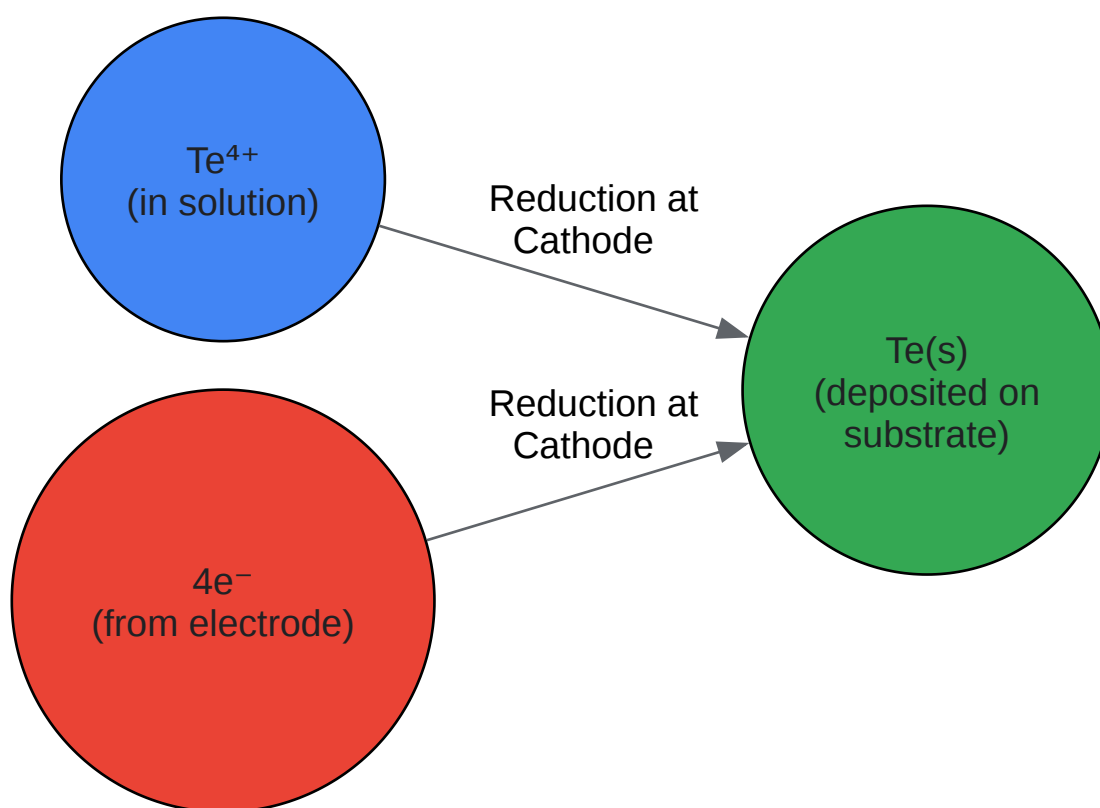 Te⁴⁺
(in solution)
Reduction at
Cathode
Te(s)
(deposited on
substrate)
Reduction at
Cathode
4e⁻
(from electrode)